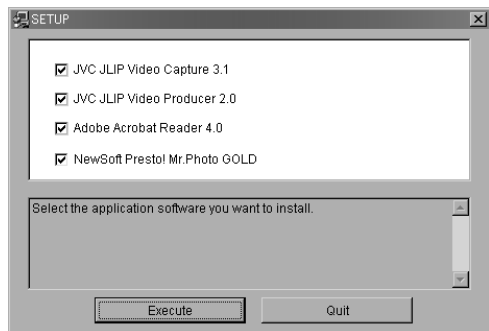 SETUP
JVC JLIP Video Capture 3.1
JVC JLIP Video Producer 2.0
Adobe Acrobat Reader 4.0
NewSoft Presto! Mr.Photo GOLD
Select the application software you want to install.
Execute
Quit